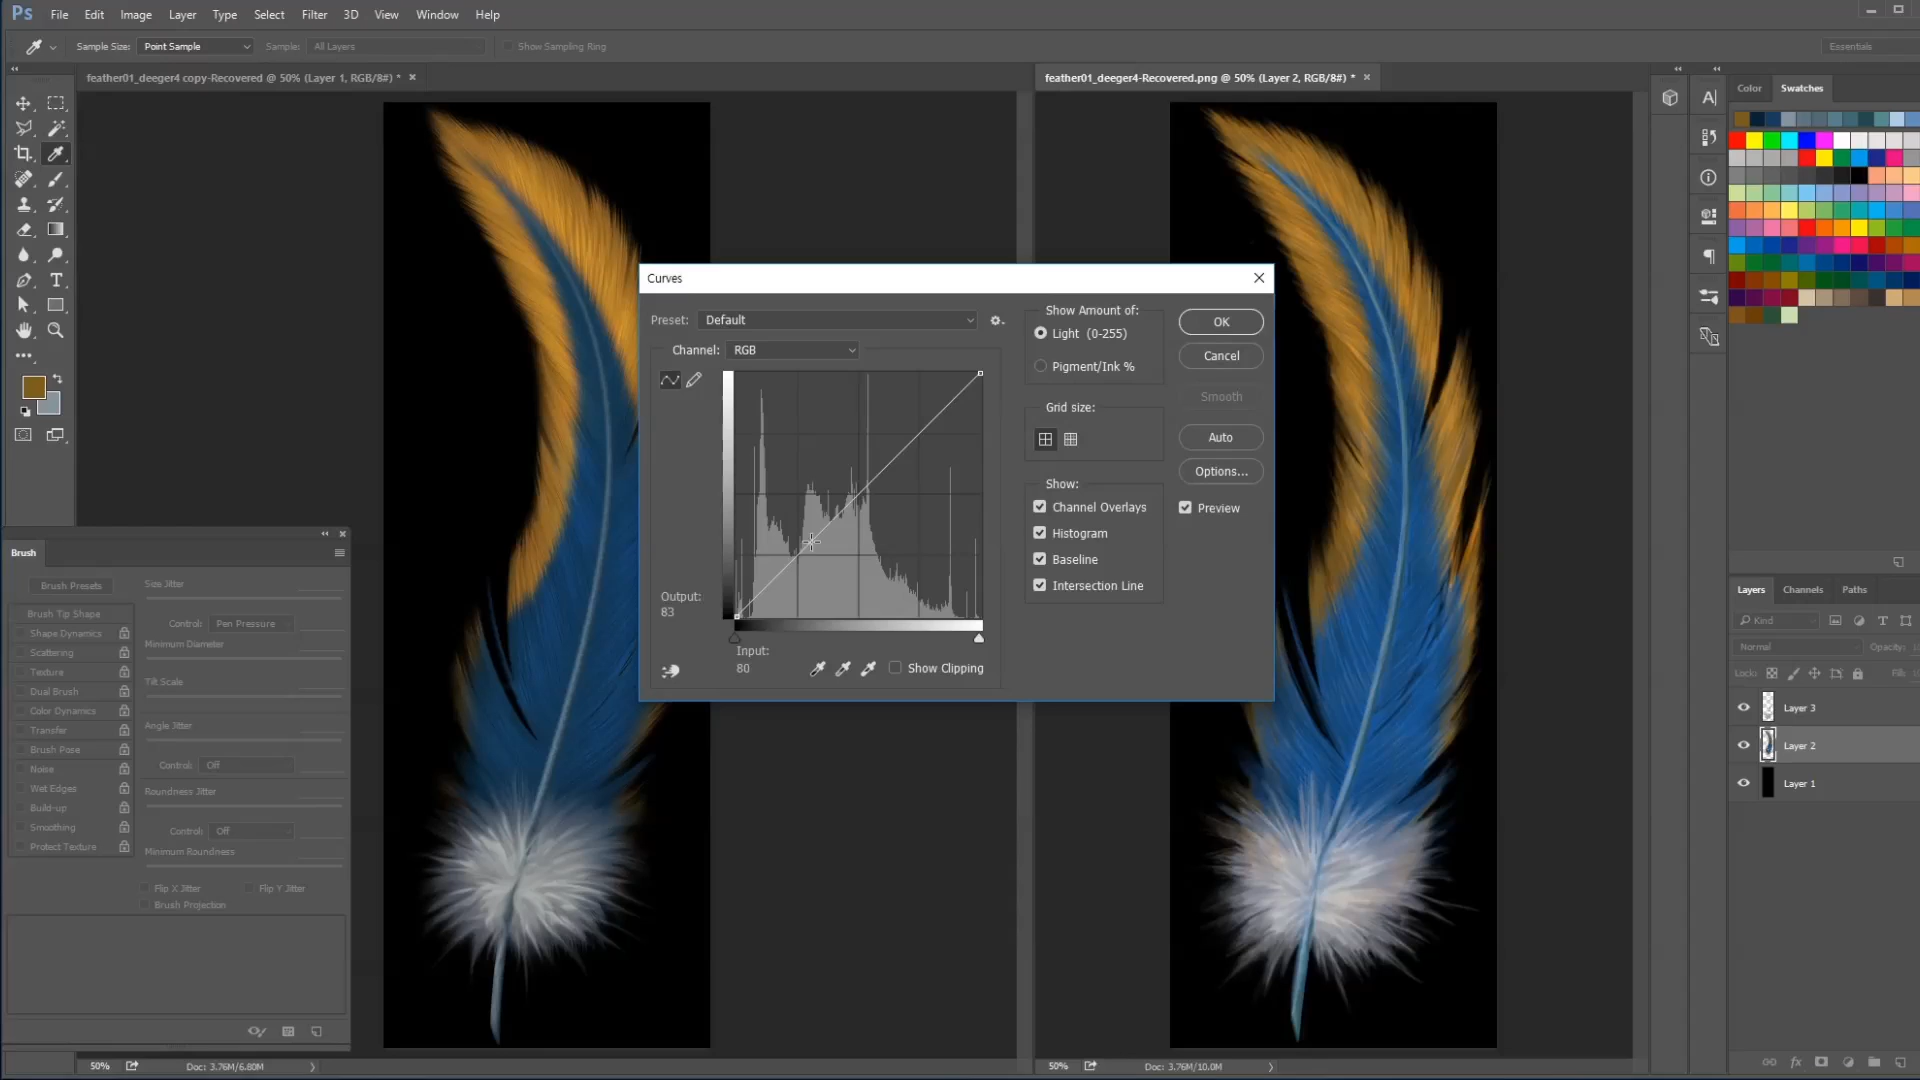 Ps File Edit Image Layer Type Select Filter 3D View Window Help
Sample Size: Point Sample Sample: All Layers Show Sampling Ring Essentials
feather01_deeger4 copy-Recovered @ 50% (Layer 1, RGB/8#) * ×
feather01_deeger4-Recovered.png @ 50% (Layer 2, RGB/8#) * ×
Color Swatches
Curves
Preset: Default
Channel: RGB
Output:
83
Input:
80
Show Clipping
Show Amount of:
Light (0-255)
Pigment/Ink %
Grid size:
Show:
Channel Overlays
Histogram
Baseline
Intersection Line
OK
Cancel
Smooth
Auto
Options...
Preview
Brush
Brush Presets
Brush Tip Shape
Shape Dynamics
Scattering
Texture
Dual Brush
Color Dynamics
Transfer
Brush Pose
Noise
Wet Edges
Build-up
Smoothing
Protect Texture
Size Jitter
Control: Pen Pressure
Minimum Diameter
Tilt Scale
Angle Jitter
Control: Off
Roundness Jitter
Control: Off
Minimum Roundness
Flip X Jitter Flip Y Jitter
Brush Projection
Layers Channels Paths
Kind
Normal Opacity:
Lock: Fill:
Layer 3
Layer 2
Layer 1
50% Doc: 3.76M/6.80M
50% Doc: 3.76M/10.0M
fx